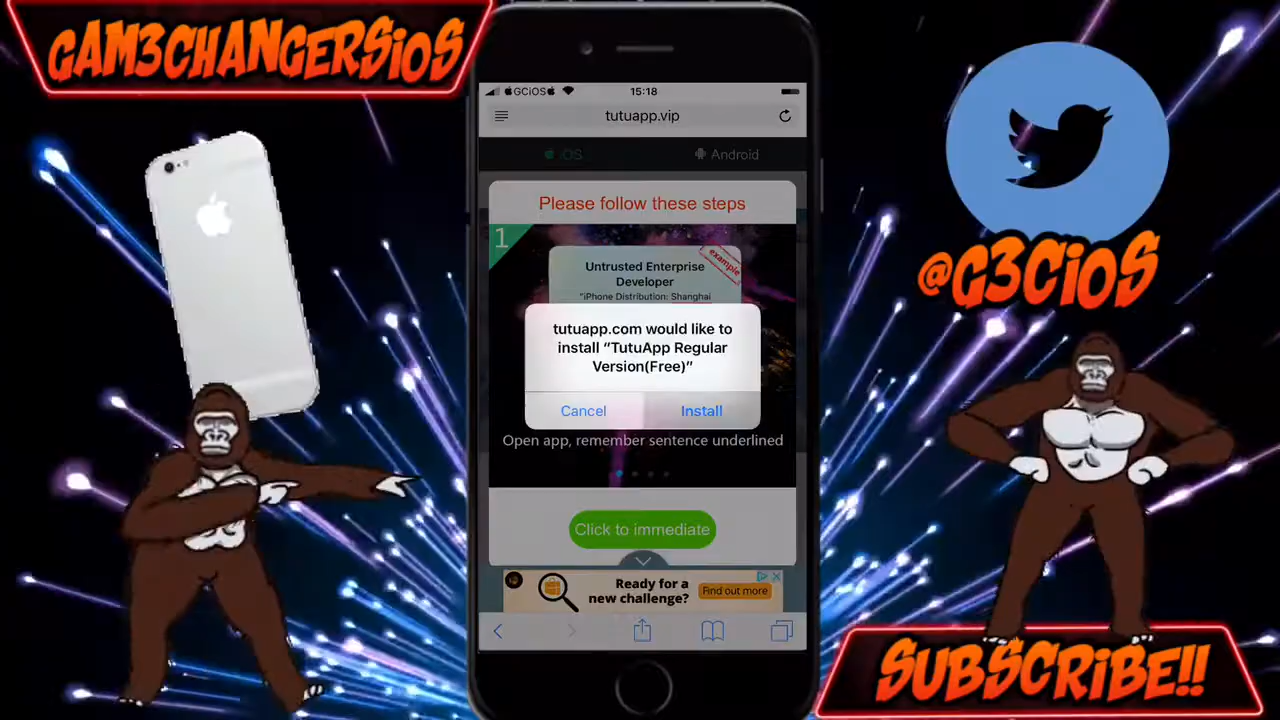 GAM3CHANGERSiOS
GCiOS
15:18
tutuapp.vip
iOS
Android
Please follow these steps
1
example
Untrusted Enterprise
Developer
"iPhone Distribution: Shanghai
tutuapp.com would like to
install “TutuApp Regular
Version(Free)”
Cancel
Install
Open app, remember sentence underlined
Click to immediate
Ready for a
new challenge?
Find out more
@G3CiOS
SUBSCRiBE!!